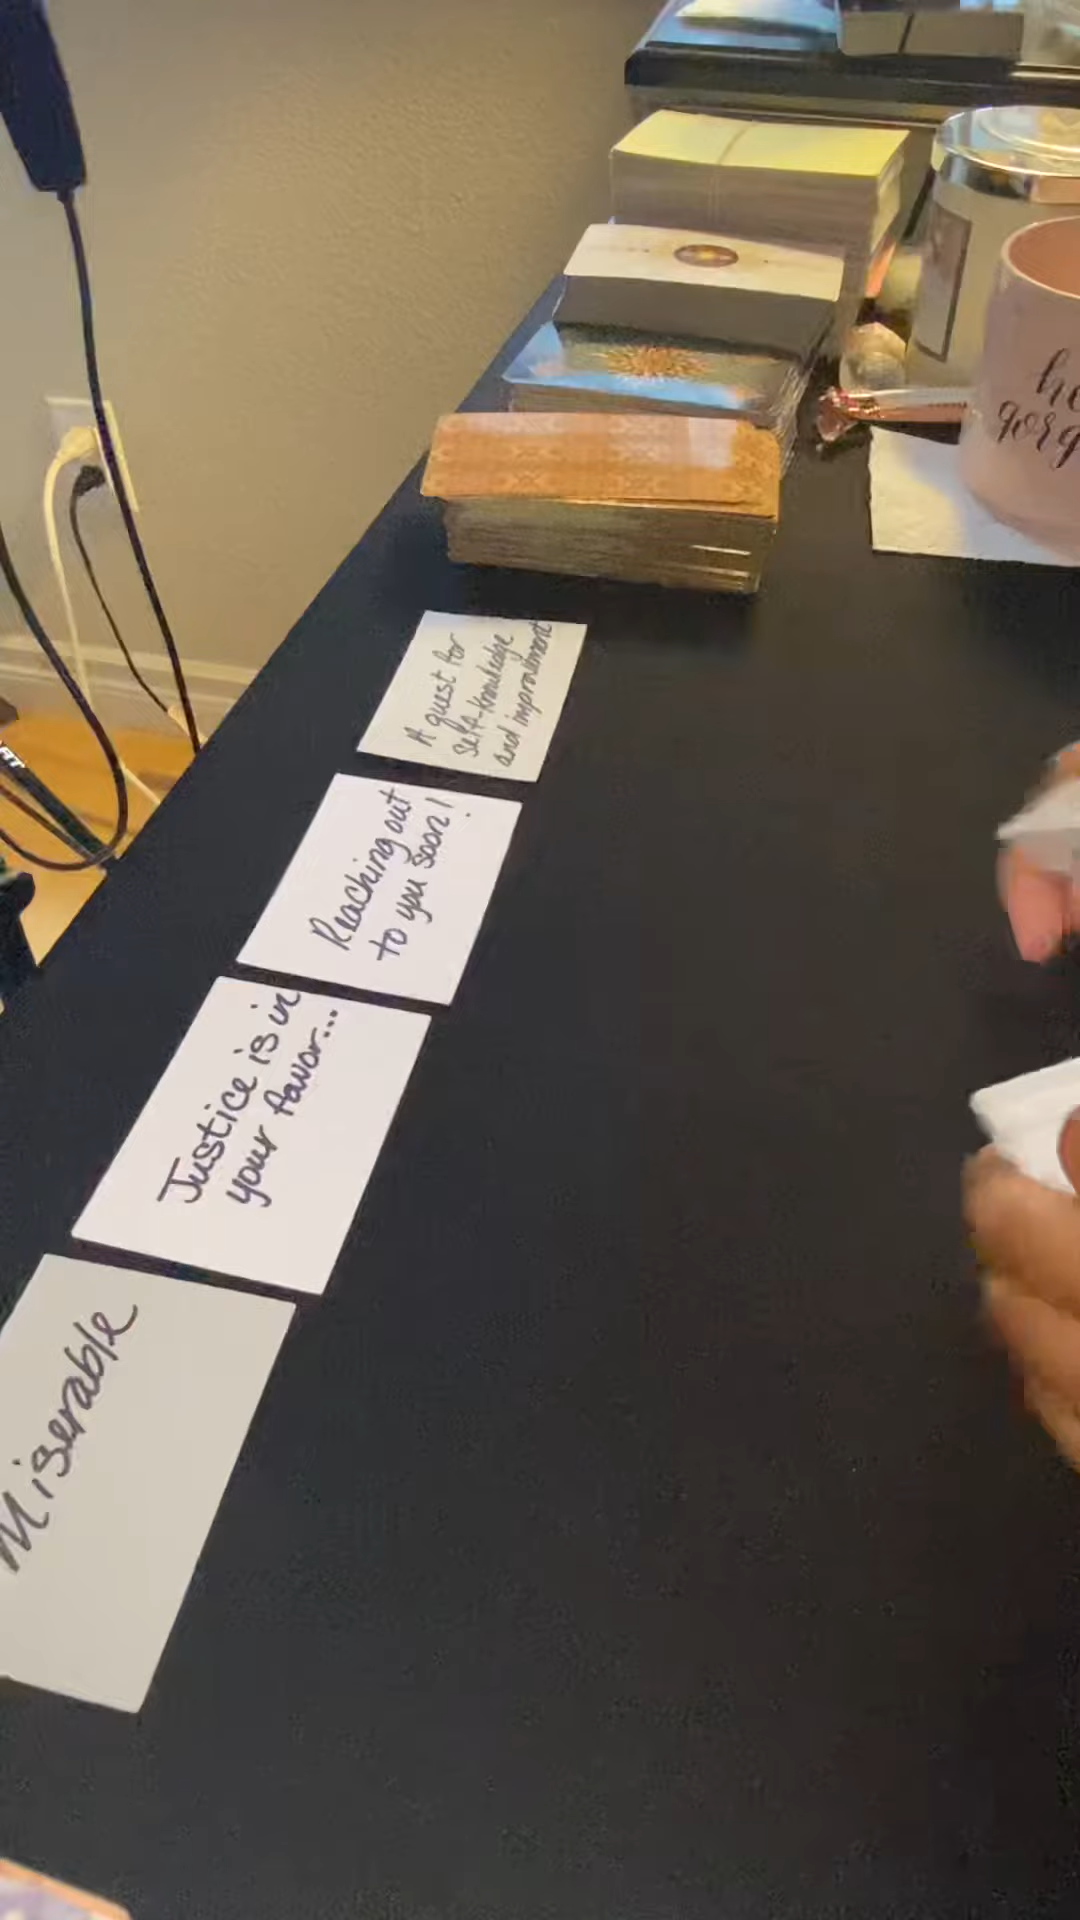 A quest for
self-knowledge
and improvement
Reaching out
to you soon!
Justice is in
your favor...
Miserable